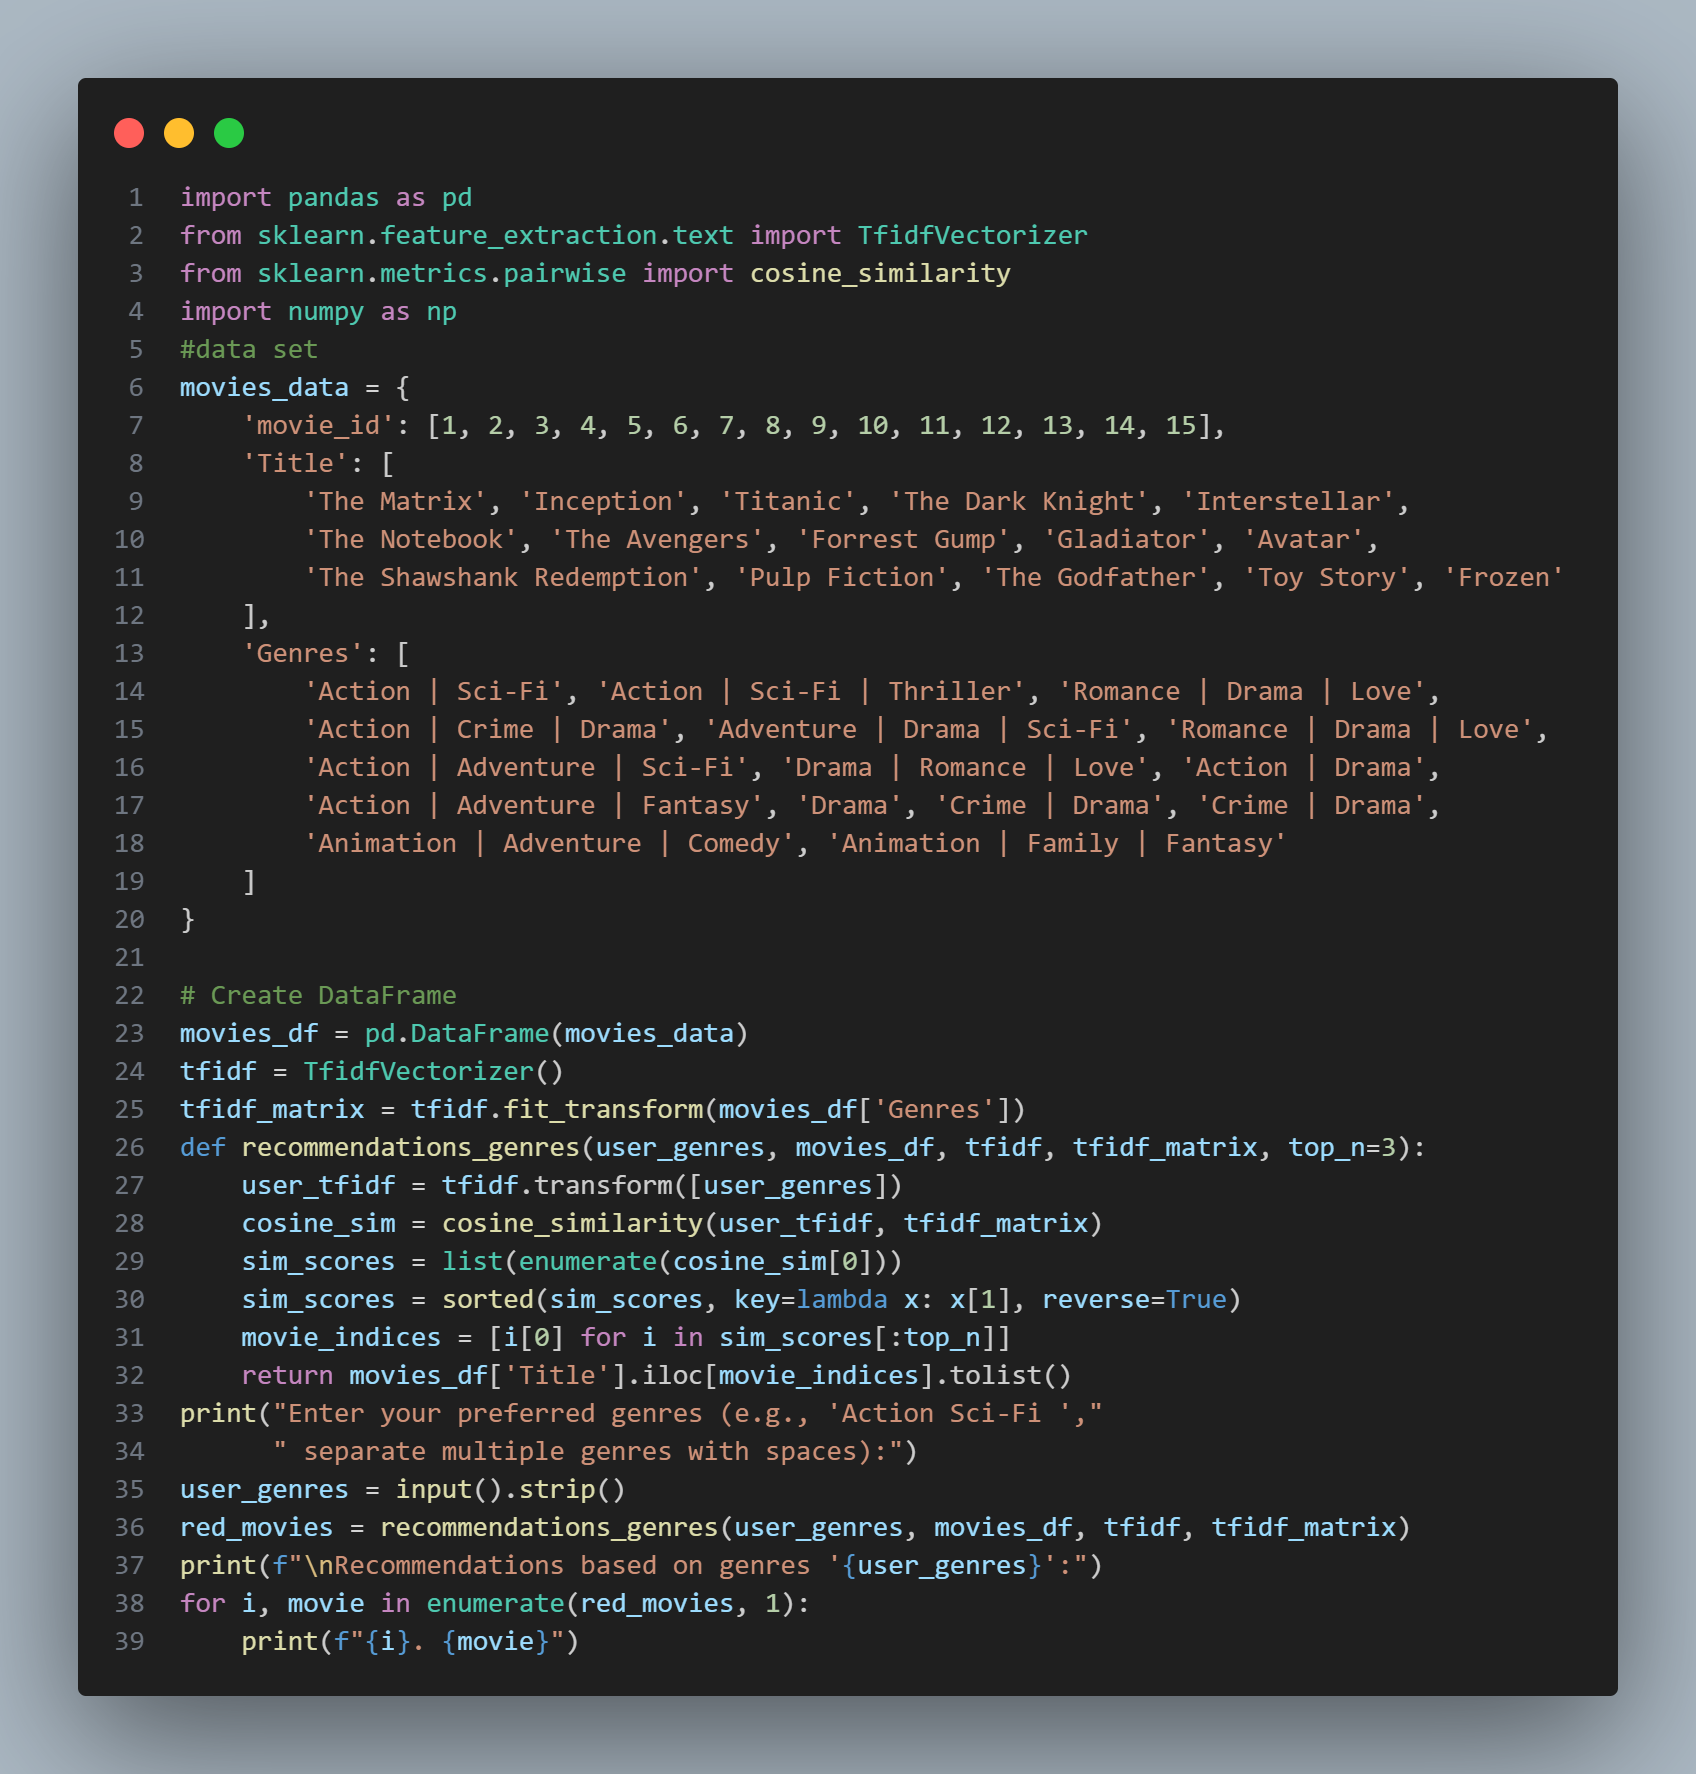 1 import pandas as pd
2 from sklearn.feature_extraction.text import TfidfVectorizer
3 from sklearn.metrics.pairwise import cosine_similarity
4 import numpy as np
5 #data set
6 movies_data = {
7     'movie_id': [1, 2, 3, 4, 5, 6, 7, 8, 9, 10, 11, 12, 13, 14, 15],
8     'Title': [
9         'The Matrix', 'Inception', 'Titanic', 'The Dark Knight', 'Interstellar',
10         'The Notebook', 'The Avengers', 'Forrest Gump', 'Gladiator', 'Avatar',
11         'The Shawshank Redemption', 'Pulp Fiction', 'The Godfather', 'Toy Story', 'Frozen'
12     ],
13     'Genres': [
14         'Action | Sci-Fi', 'Action | Sci-Fi | Thriller', 'Romance | Drama | Love',
15         'Action | Crime | Drama', 'Adventure | Drama | Sci-Fi', 'Romance | Drama | Love',
16         'Action | Adventure | Sci-Fi', 'Drama | Romance | Love', 'Action | Drama',
17         'Action | Adventure | Fantasy', 'Drama', 'Crime | Drama', 'Crime | Drama',
18         'Animation | Adventure | Comedy', 'Animation | Family | Fantasy'
19     ]
20 }
21
22 # Create DataFrame
23 movies_df = pd.DataFrame(movies_data)
24 tfidf = TfidfVectorizer()
25 tfidf_matrix = tfidf.fit_transform(movies_df['Genres'])
26 def recommendations_genres(user_genres, movies_df, tfidf, tfidf_matrix, top_n=3):
27     user_tfidf = tfidf.transform([user_genres])
28     cosine_sim = cosine_similarity(user_tfidf, tfidf_matrix)
29     sim_scores = list(enumerate(cosine_sim[0]))
30     sim_scores = sorted(sim_scores, key=lambda x: x[1], reverse=True)
31     movie_indices = [i[0] for i in sim_scores[:top_n]]
32     return movies_df['Title'].iloc[movie_indices].tolist()
33 print("Enter your preferred genres (e.g., 'Action Sci-Fi ',"
34       " separate multiple genres with spaces):")
35 user_genres = input().strip()
36 red_movies = recommendations_genres(user_genres, movies_df, tfidf, tfidf_matrix)
37 print(f"\nRecommendations based on genres '{user_genres}':")
38 for i, movie in enumerate(red_movies, 1):
39     print(f"{i}. {movie}")